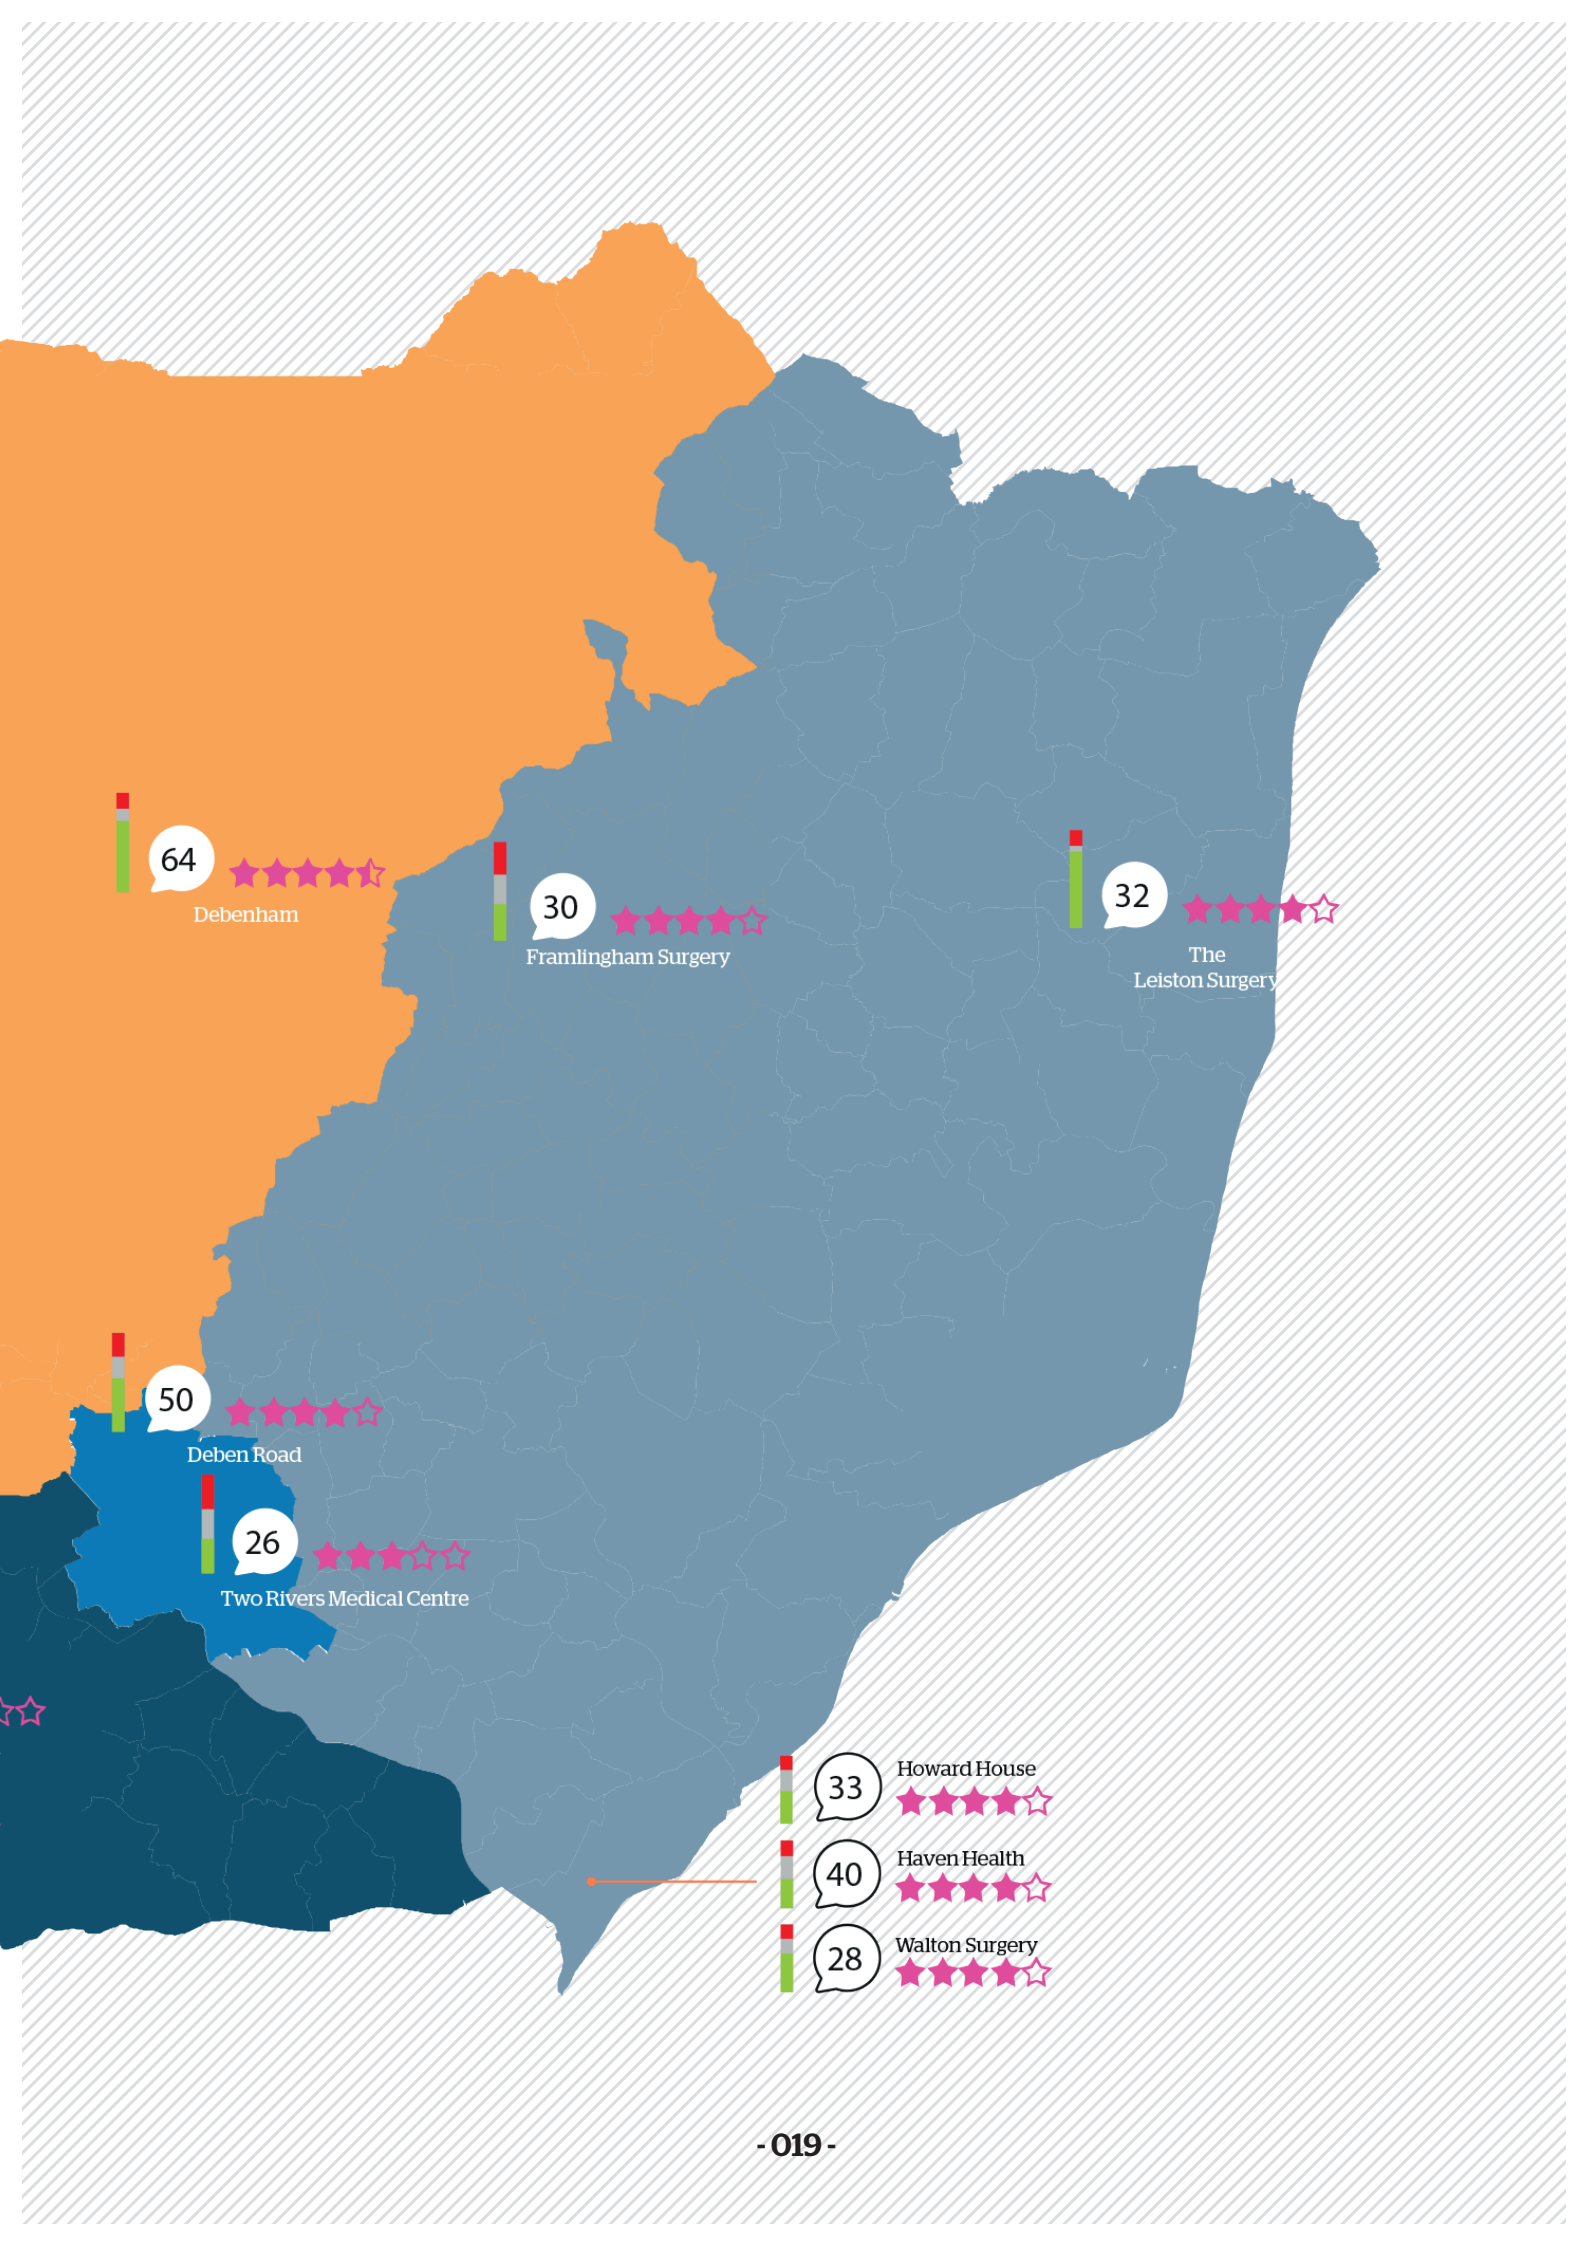 64
Debenham
30
Framlingham Surgery
32
The
Leiston Surgery
50
Deben Road
26
Two Rivers Medical Centre
33
Howard House
40
Haven Health
28
Walton Surgery
- 019 -